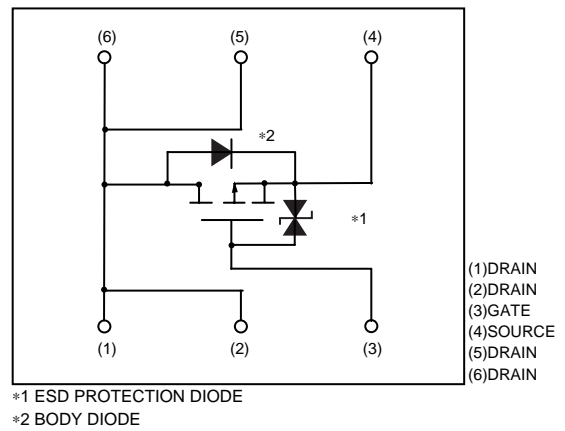 (6) (5) (4)
∗2
∗1
(1) (2) (3)
(1)DRAIN
(2)DRAIN
(3)GATE
(4)SOURCE
(5)DRAIN
(6)DRAIN
∗1 ESD PROTECTION DIODE
∗2 BODY DIODE